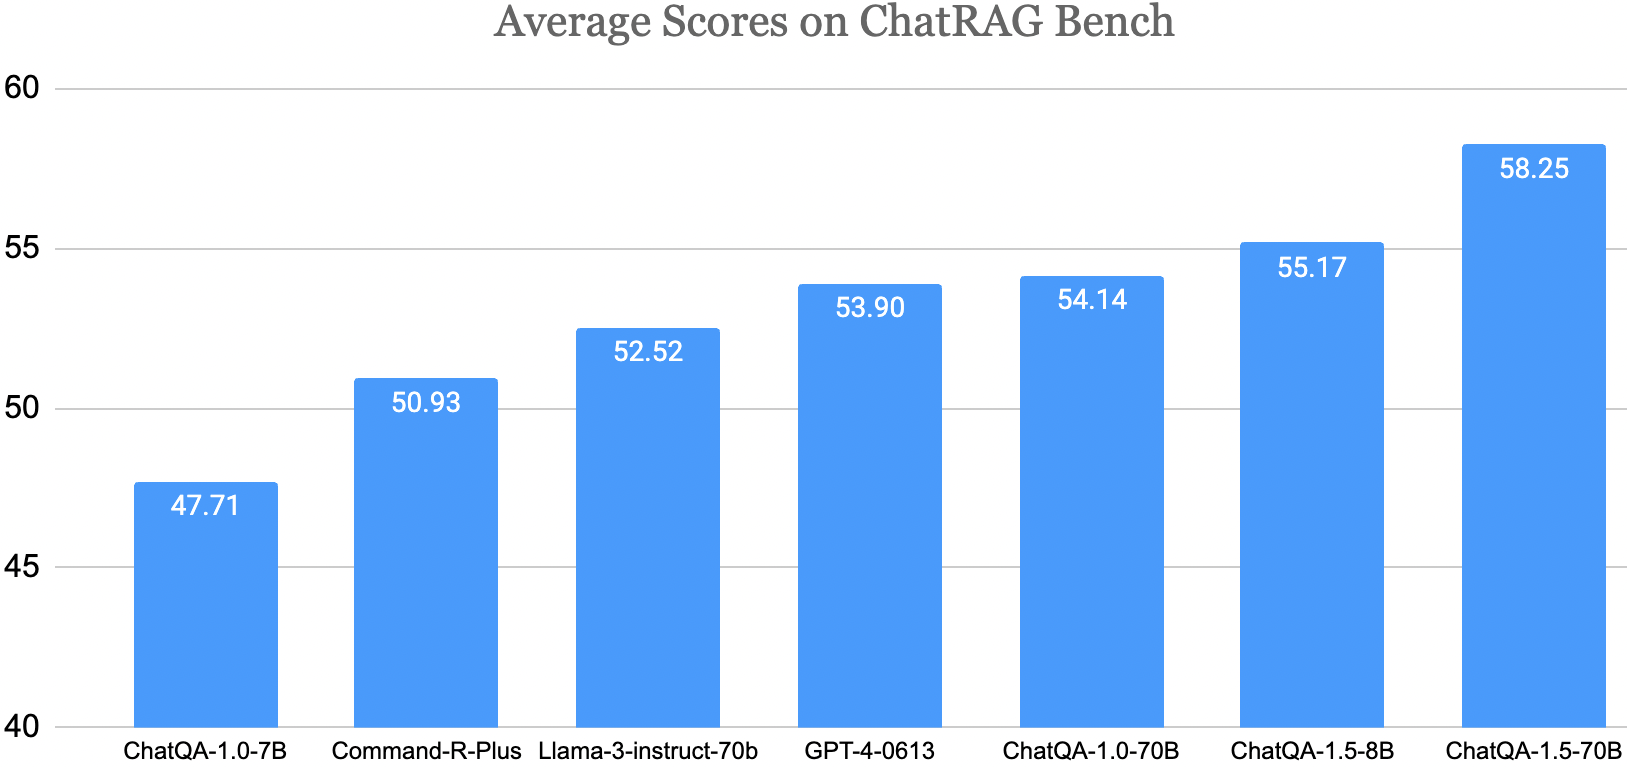 Average Scores on ChatRAG Bench
60
55
50
45
40
47.71
50.93
52.52
53.90
54.14
55.17
58.25
ChatQA-1.0-7B
Command-R-Plus
Llama-3-instruct-70b
GPT-4-0613
ChatQA-1.0-70B
ChatQA-1.5-8B
ChatQA-1.5-70B